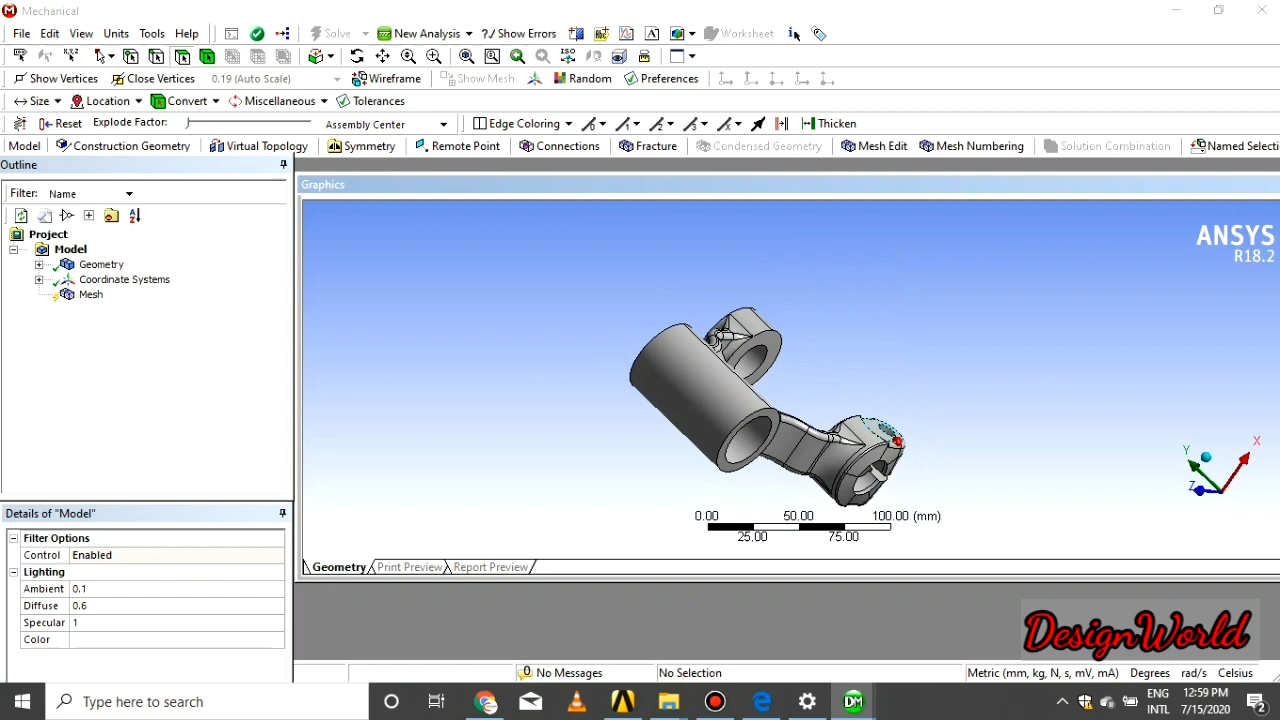 Mechanical
File Edit View Units Tools Help Solve New Analysis ?/ Show Errors Worksheet
Show Vertices Close Vertices 0.19 (Auto Scale) Wireframe Show Mesh Random Preferences
Size Location Convert Miscellaneous Tolerances
Reset Explode Factor: Assembly Center Edge Coloring Thicken
Model Construction Geometry Virtual Topology Symmetry Remote Point Connections Fracture Condensed Geometry Mesh Edit Mesh Numbering Solution Combination Named Selecti
Outline
Filter: Name
Project
Model
Geometry
Coordinate Systems
Mesh
Details of "Model"
Filter Options
Control Enabled
Lighting
Ambient 0.1
Diffuse 0.6
Specular 1
Color
Graphics
ANSYS
R18.2
0.00 50.00 100.00 (mm)
25.00 75.00
Y X
Z
Geometry Print Preview Report Preview
DesignWorld
0 No Messages No Selection Metric (mm, kg, N, s, mV, mA) Degrees rad/s Celsius
Type here to search
DM
ENG
INTL
12:59 PM
7/15/2020
2